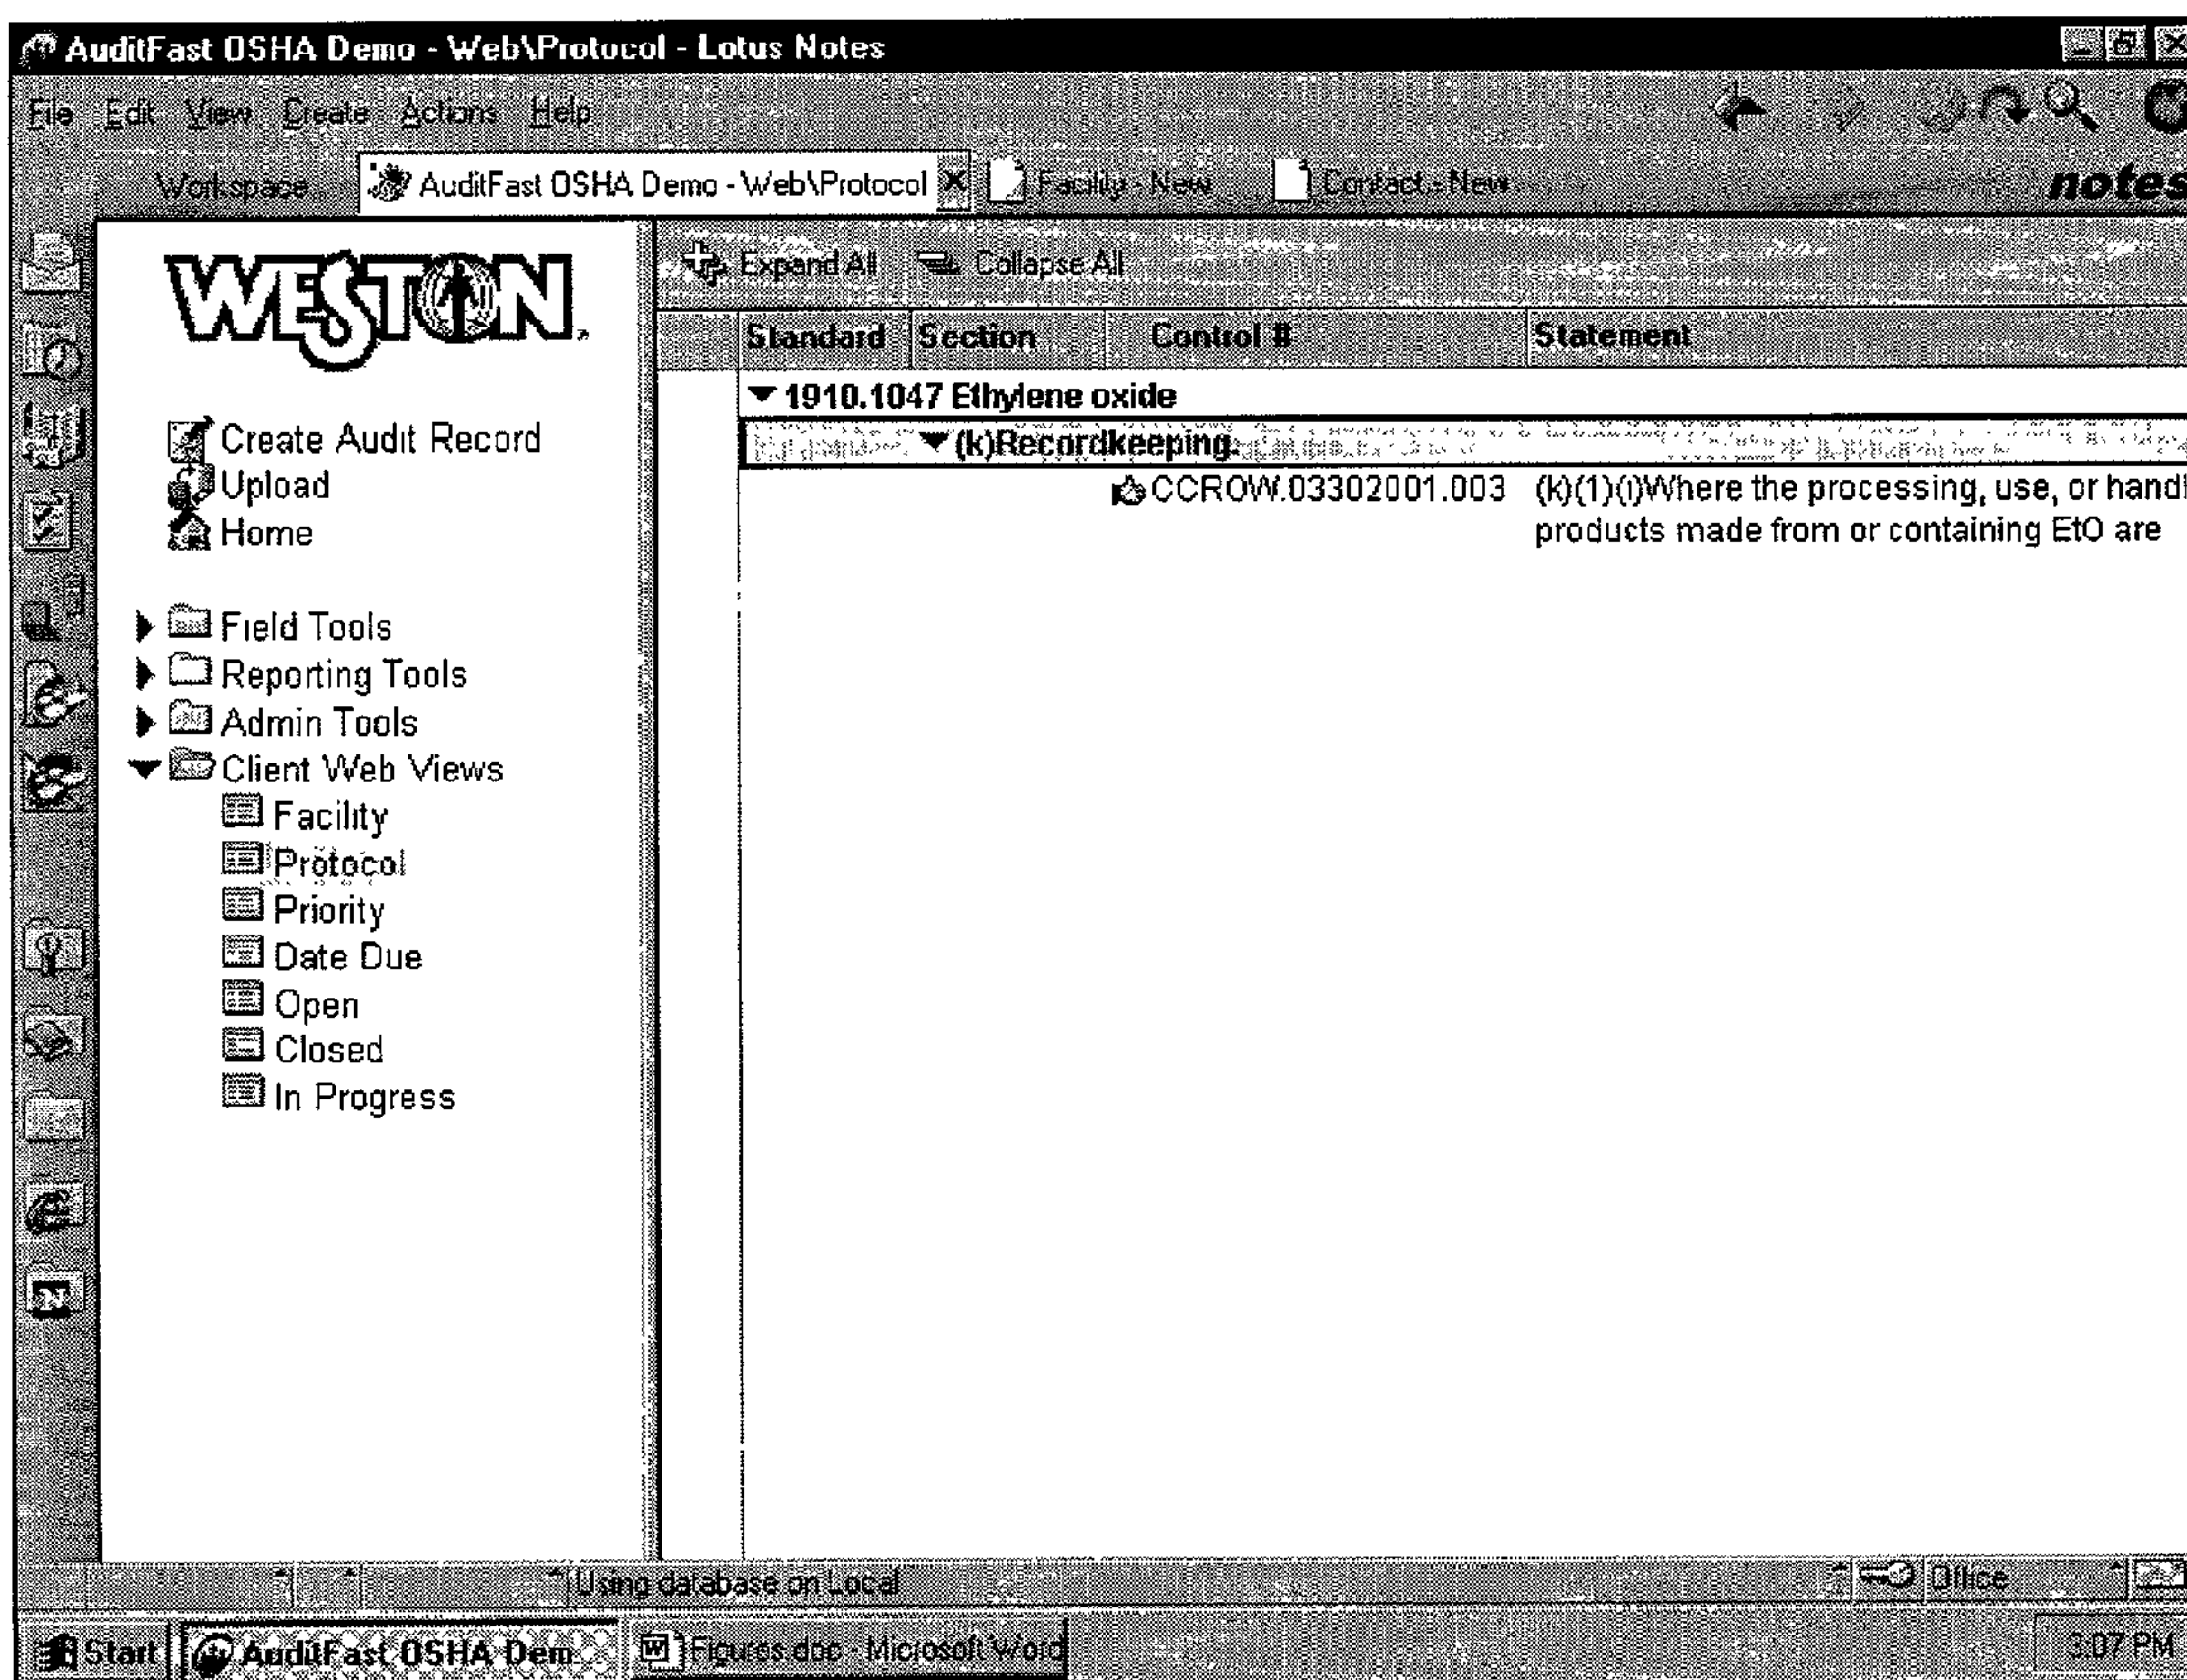 AuditFast OSHA Demo - Web\Protocol - Lotus Notes
File Edit View Create Actions Help
Workspace AuditFast OSHA Demo - Web\Protocol Facility - New Contact - New notes
WESTON
Expand All Collapse All
Standard Section Control # Statement
1910.1047 Ethylene oxide
(k)Recordkeeping.
CCROW.03302001.003 (k)(1)(i)Where the processing, use, or handl
products made from or containing EtO are
Create Audit Record
Upload
Home
Field Tools
Reporting Tools
Admin Tools
Client Web Views
Facility
Protocol
Priority
Date Due
Open
Closed
In Progress
Using database on Local Office
Start AuditFast OSHA Dem... Figures.doc - Microsoft Word 3:07 PM